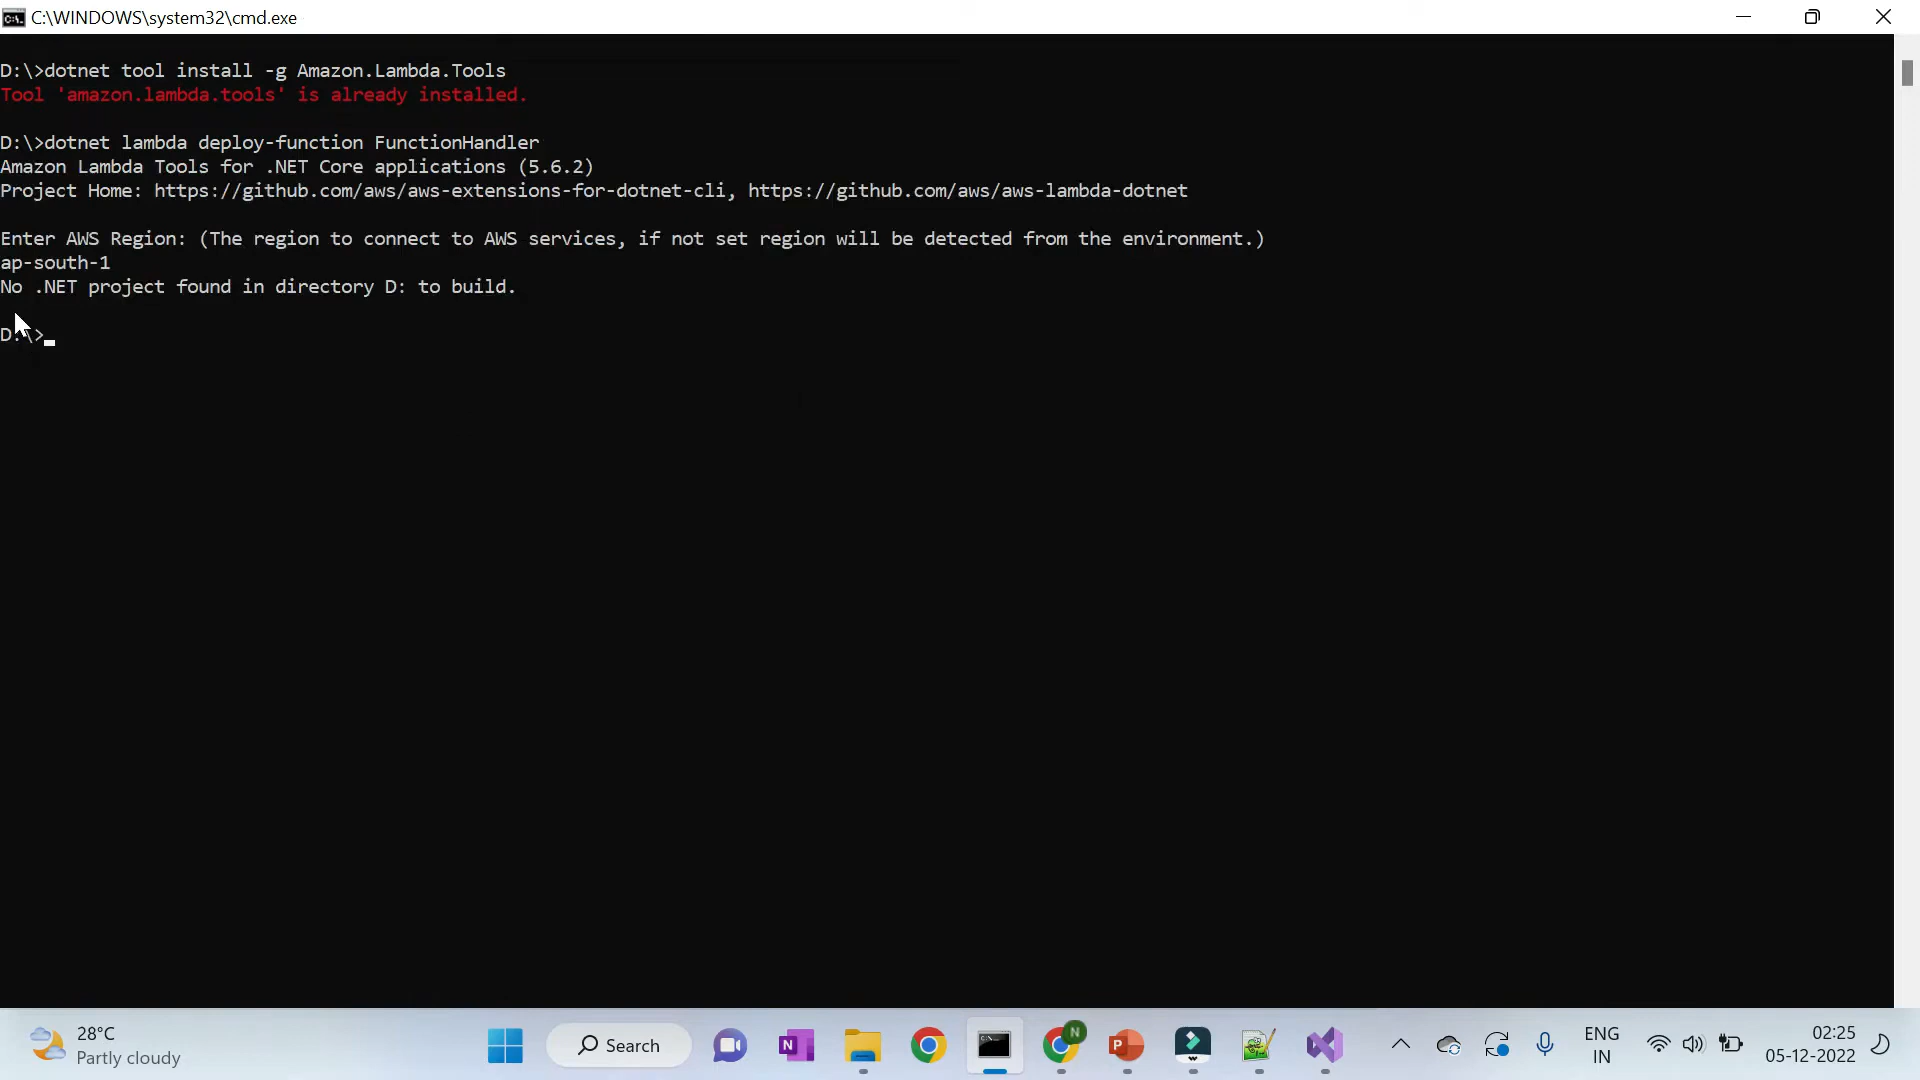 C:\WINDOWS\system32\cmd.exe
D:\>dotnet tool install -g Amazon.Lambda.Tools
Tool 'amazon.lambda.tools' is already installed.
D:\>dotnet lambda deploy-function FunctionHandler
Amazon Lambda Tools for .NET Core applications (5.6.2)
Project Home: https://github.com/aws/aws-extensions-for-dotnet-cli, https://github.com/aws/aws-lambda-dotnet
Enter AWS Region: (The region to connect to AWS services, if not set region will be detected from the environment.)
ap-south-1
No .NET project found in directory D: to build.
D:\>
28°C
Partly cloudy
Search
N
N
P
ENG
IN
02:25
05-12-2022